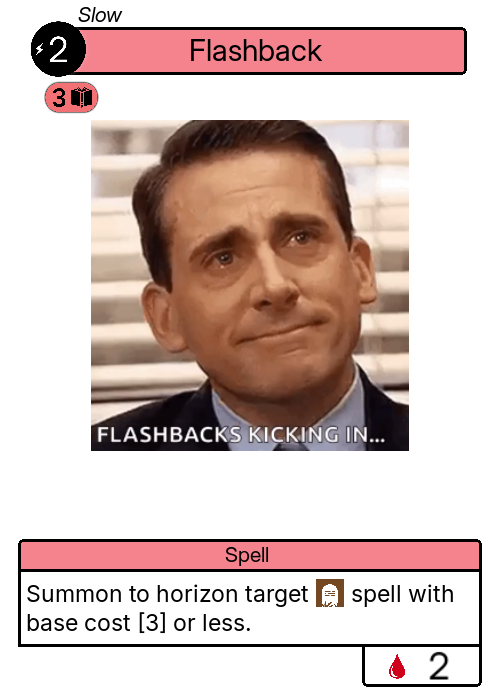 Slow
2
Flashback
3
FLASHBACKS KICKING IN...
Spell
Summon to horizon target spell with
base cost [3] or less.
2